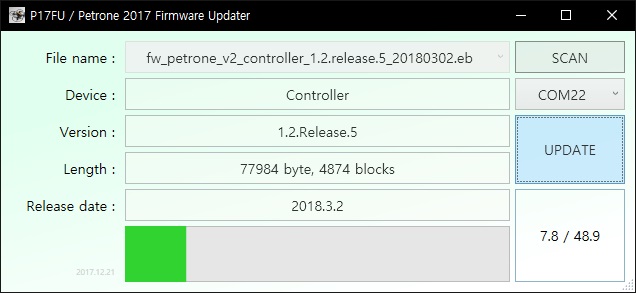 P17FU / Petrone 2017 Firmware Updater
File name : fw_petrone_v2_controller_1.2.release.5_20180302.eb SCAN
Device : Controller COM22
Version : 1.2.Release.5
UPDATE
Length : 77984 byte, 4874 blocks
Release date : 2018.3.2
7.8 / 48.9
2017.12.21